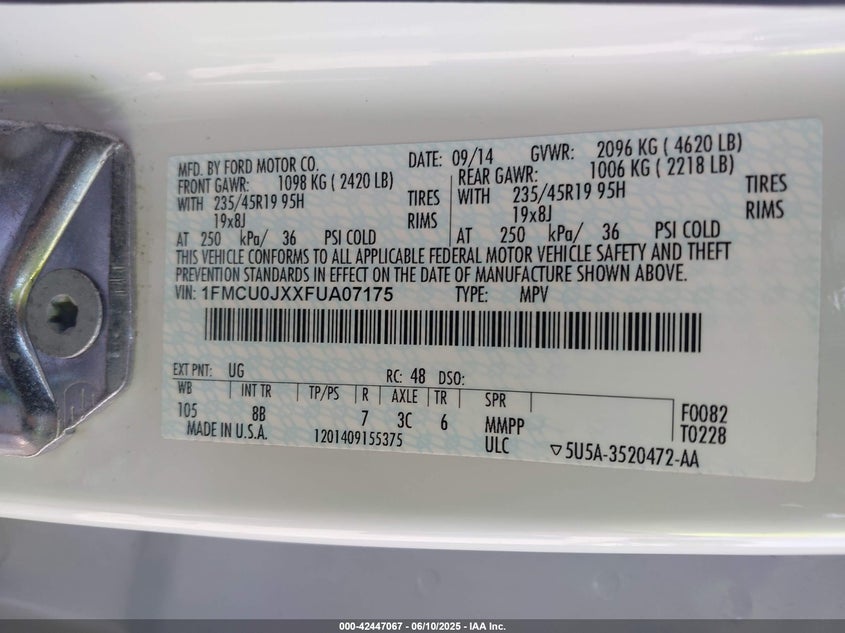 MFD. BY FORD MOTOR CO. DATE: 09/14 GVWR: 2096 KG ( 4620 LB)
FRONT GAWR: 1098 KG ( 2420 LB) REAR GAWR: 1006 KG ( 2218 LB)
WITH 235/45R19 95H TIRES WITH 235/45R19 95H TIRES
19x8J RIMS 19x8J RIMS
AT 250 kPa/ 36 PSI COLD AT 250 kPa/ 36 PSI COLD
THIS VEHICLE CONFORMS TO ALL APPLICABLE FEDERAL MOTOR VEHICLE SAFETY AND THEFT
PREVENTION STANDARDS IN EFFECT ON THE DATE OF MANUFACTURE SHOWN ABOVE.
VIN: 1FMCU0JXXFUA07175 TYPE: MPV
EXT PNT: UG RC: 48 DSO:
WB INT TR TP/PS R AXLE TR SPR
105 8B 7 3C 6 MMPP F0082
MADE IN U.S.A. 1201409155375 ULC T0228
▽5U5A-3520472-AA
000-42447067 - 06/10/2025 - IAA Inc.